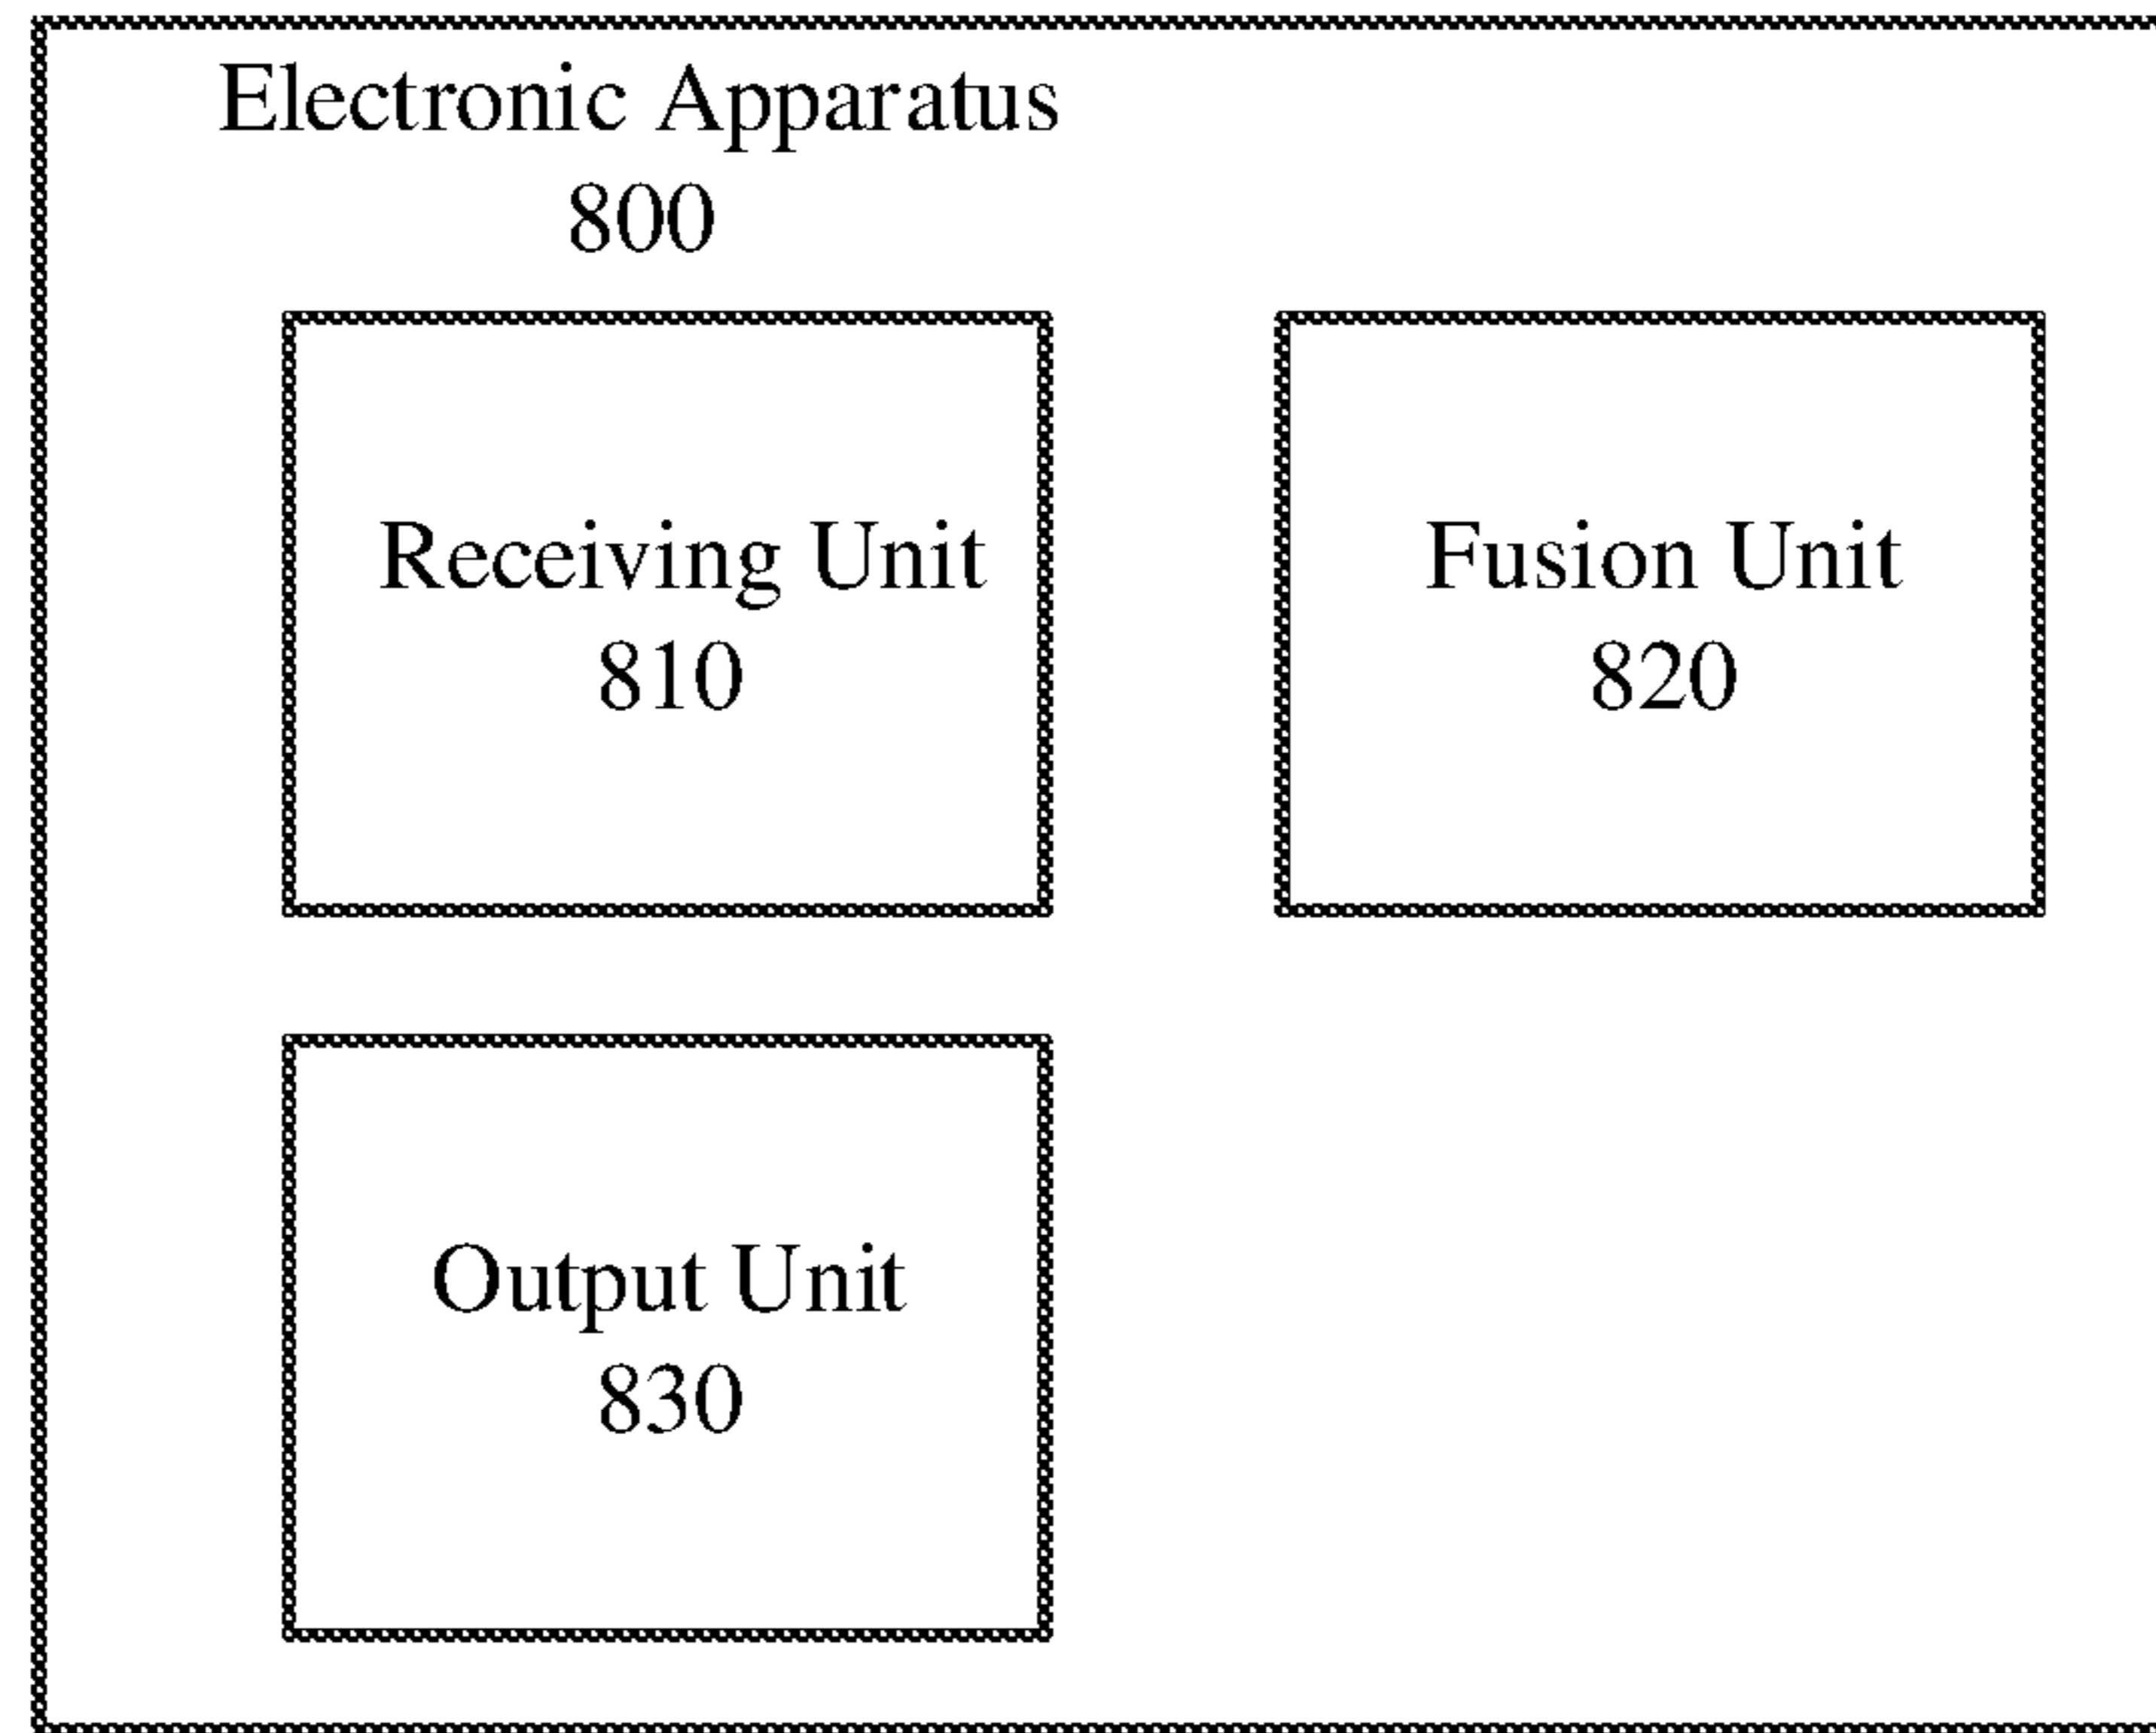 Electronic Apparatus
800
Receiving Unit
810
Fusion Unit
820
Output Unit
830